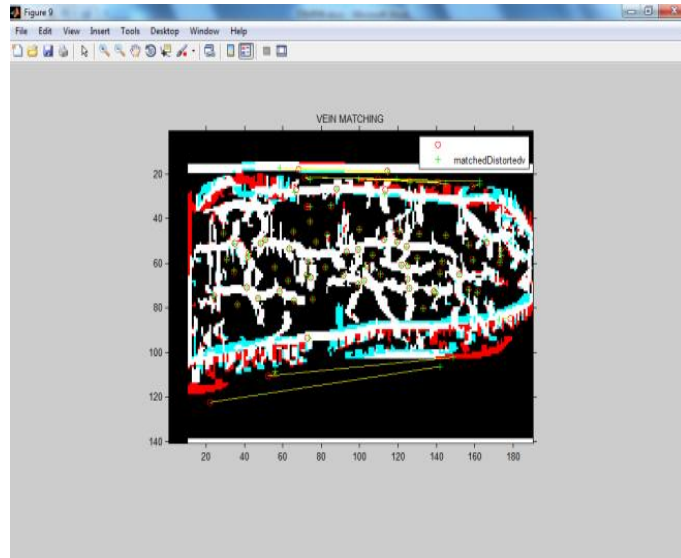 Figure 9
File Edit View Insert Tools Desktop Window Help
VEIN MATCHING
matchedDistortedv
20
40
60
80
100
120
140
20 40 60 80 100 120 140 160 180